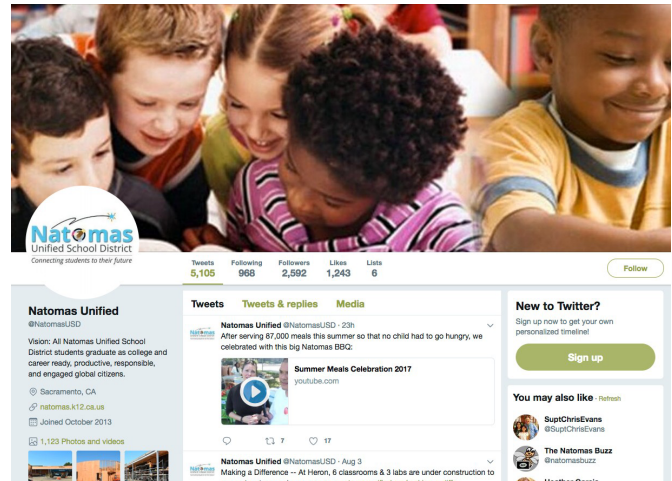 Natomas
Unified School District
Connecting students to their future
Tweets
5,105
Following
968
Followers
2,592
Likes
1,243
Lists
6
Follow
Natomas Unified
@NatomasUSD
Vision: All Natomas Unified School
District students graduate as college and
career ready, productive, responsible,
and engaged global citizens.
Sacramento, CA
natomas.k12.ca.us
Joined October 2013
1,123 Photos and videos
Tweets Tweets & replies Media
Natomas Unified @NatomasUSD · 23h
After serving 87,000 meals this summer so that no child had to go hungry, we
celebrated with this big Natomas BBQ:
Summer Meals Celebration 2017
youtube.com
7
17
Natomas Unified @NatomasUSD · Aug 3
Making a Difference -- At Heron, 6 classrooms & 3 labs are under construction to
New to Twitter?
Sign up now to get your own
personalized timeline!
Sign up
You may also like · Refresh
SuptChrisEvans
@SuptChrisEvans
The Natomas Buzz
@natomasbuzz